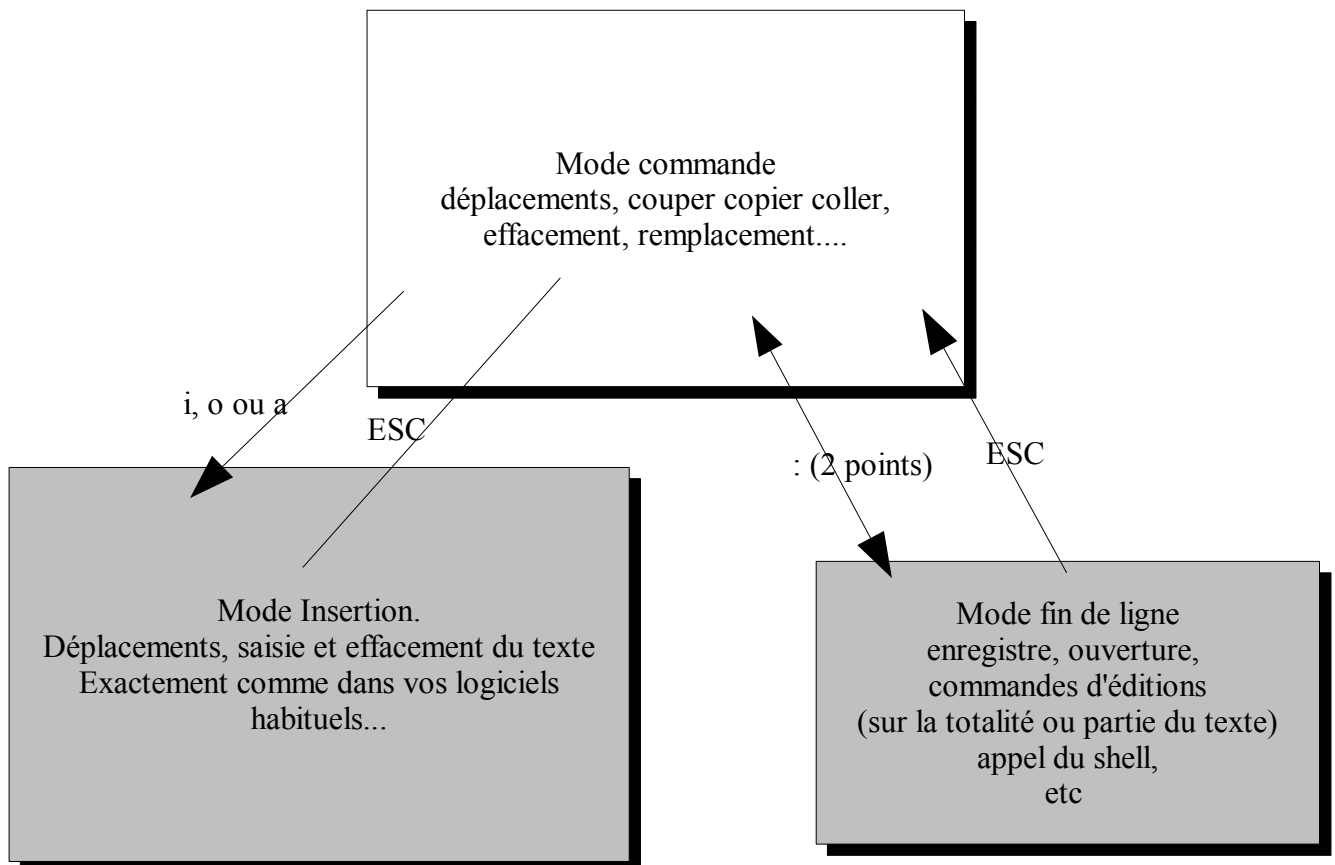 Mode commande
déplacements, couper copier coller,
effacement, remplacement....
i, o ou a
ESC
: (2 points)
ESC
Mode Insertion.
Déplacements, saisie et effacement du texte
Exactement comme dans vos logiciels
habituels...
Mode fin de ligne
enregistre, ouverture,
commandes d'éditions
(sur la totalité ou partie du texte)
appel du shell,
etc